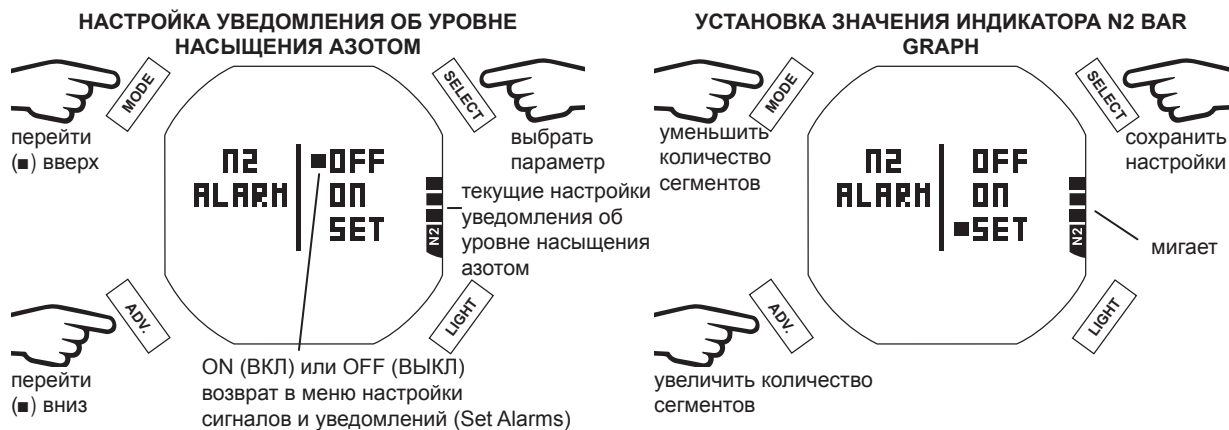 НАСТРОЙКА УВЕДОМЛЕНИЯ ОБ УРОВНЕ
НАСЫЩЕНИЯ АЗОТОМ
MODE
SELECT
перейти
(■) вверх
выбрать
параметр
N2
ALARM
■OFF
ON
SET
N2
текущие настройки
уведомления об
уровне насыщения
азотом
ADV.
LIGHT
перейти
(■) вниз
ON (ВКЛ) или OFF (ВЫКЛ)
возврат в меню настройки
сигналов и уведомлений (Set Alarms)
УСТАНОВКА ЗНАЧЕНИЯ ИНДИКАТОРА N2 BAR
GRAPH
MODE
SELECT
уменьшить
количество
сегментов
сохранить
настройки
N2
ALARM
OFF
ON
■SET
N2
мигает
ADV.
LIGHT
увеличить количество
сегментов